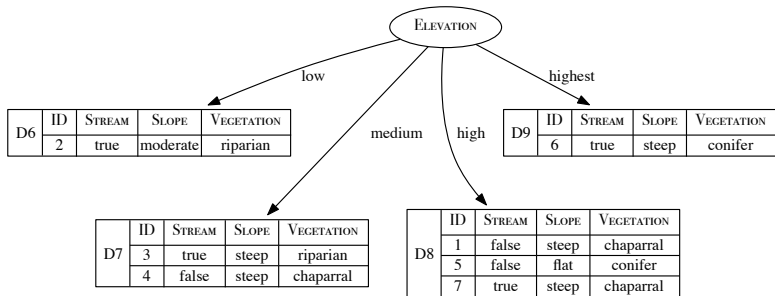 ELEVATION
low
medium
high
highest
D6
ID STREAM SLOPE VEGETATION
2 true moderate riparian
D9
ID STREAM SLOPE VEGETATION
6 true steep conifer
D7
ID STREAM SLOPE VEGETATION
3 true steep riparian
4 false steep chaparral
D8
ID STREAM SLOPE VEGETATION
1 false steep chaparral
5 false flat conifer
7 true steep chaparral